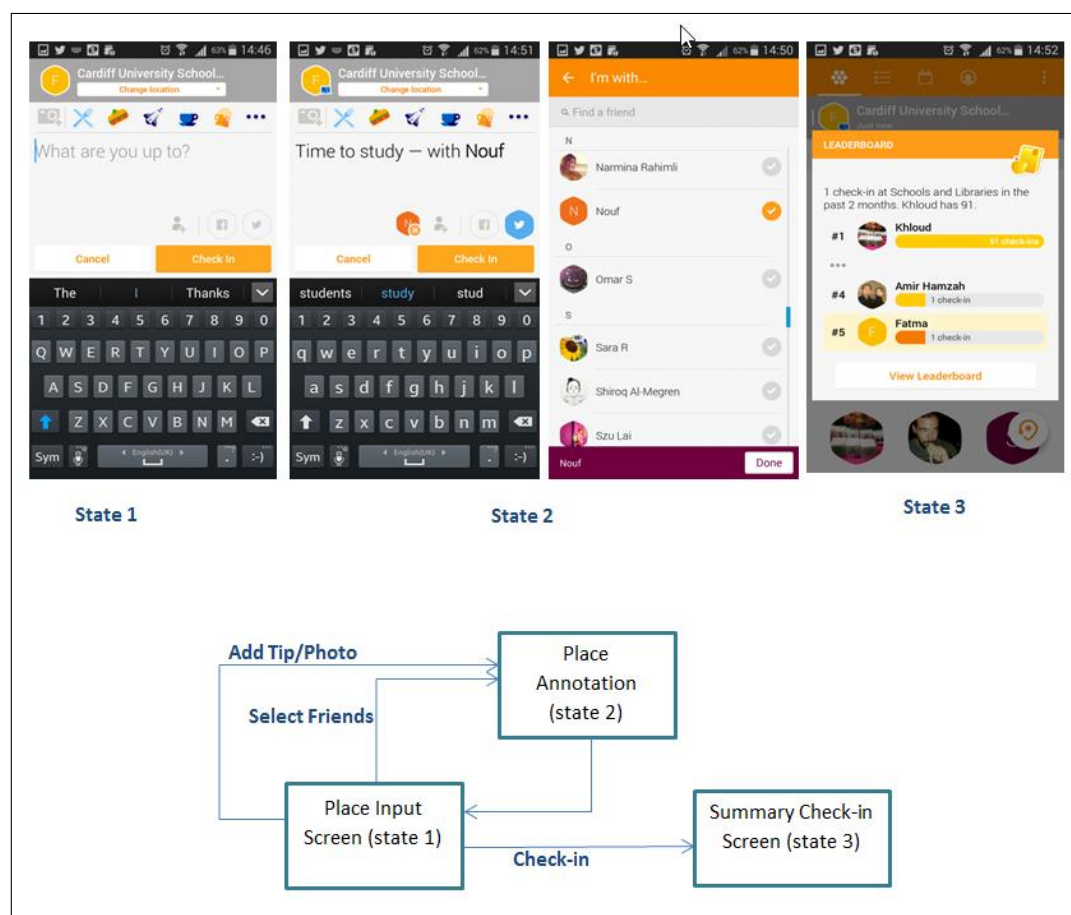 63% 14:46
Cardiff University School...
Change location
What are you up to?
Cancel
Check In
The
I
Thanks
1 2 3 4 5 6 7 8 9 0
Q W E R T Y U I O P
A S D F G H J K L
Z X C V B N M
Sym
English(UK)
.
:-)
62% 14:51
Cardiff University School...
Change location
Time to study — with Nouf
N
Cancel
Check In
students
study
stud
1 2 3 4 5 6 7 8 9 0
q w e r t y u i o p
a s d f g h j k l
z x c v b n m
Sym
English(UK)
.
:-)
62% 14:50
I'm with...
Find a friend
N
Narmina Rahimli
N
Nouf
O
Omar S
S
Sara R
Shiroq Al-Megren
Szu Lai
Nouf
Done
14:52
Cardiff University School...
LEADERBOARD
1 check-in at Schools and Libraries in the
past 2 months. Khloud has 91.
#1
Khloud
91 check-ins
#4
Amir Hamzah
1 check-in
#5
F
Fatma
1 check-in
View Leaderboard
State 1
State 2
State 3
Add Tip/Photo
Select Friends
Place
Annotation
(state 2)
Place Input
Screen (state 1)
Check-in
Summary Check-in
Screen (state 3)